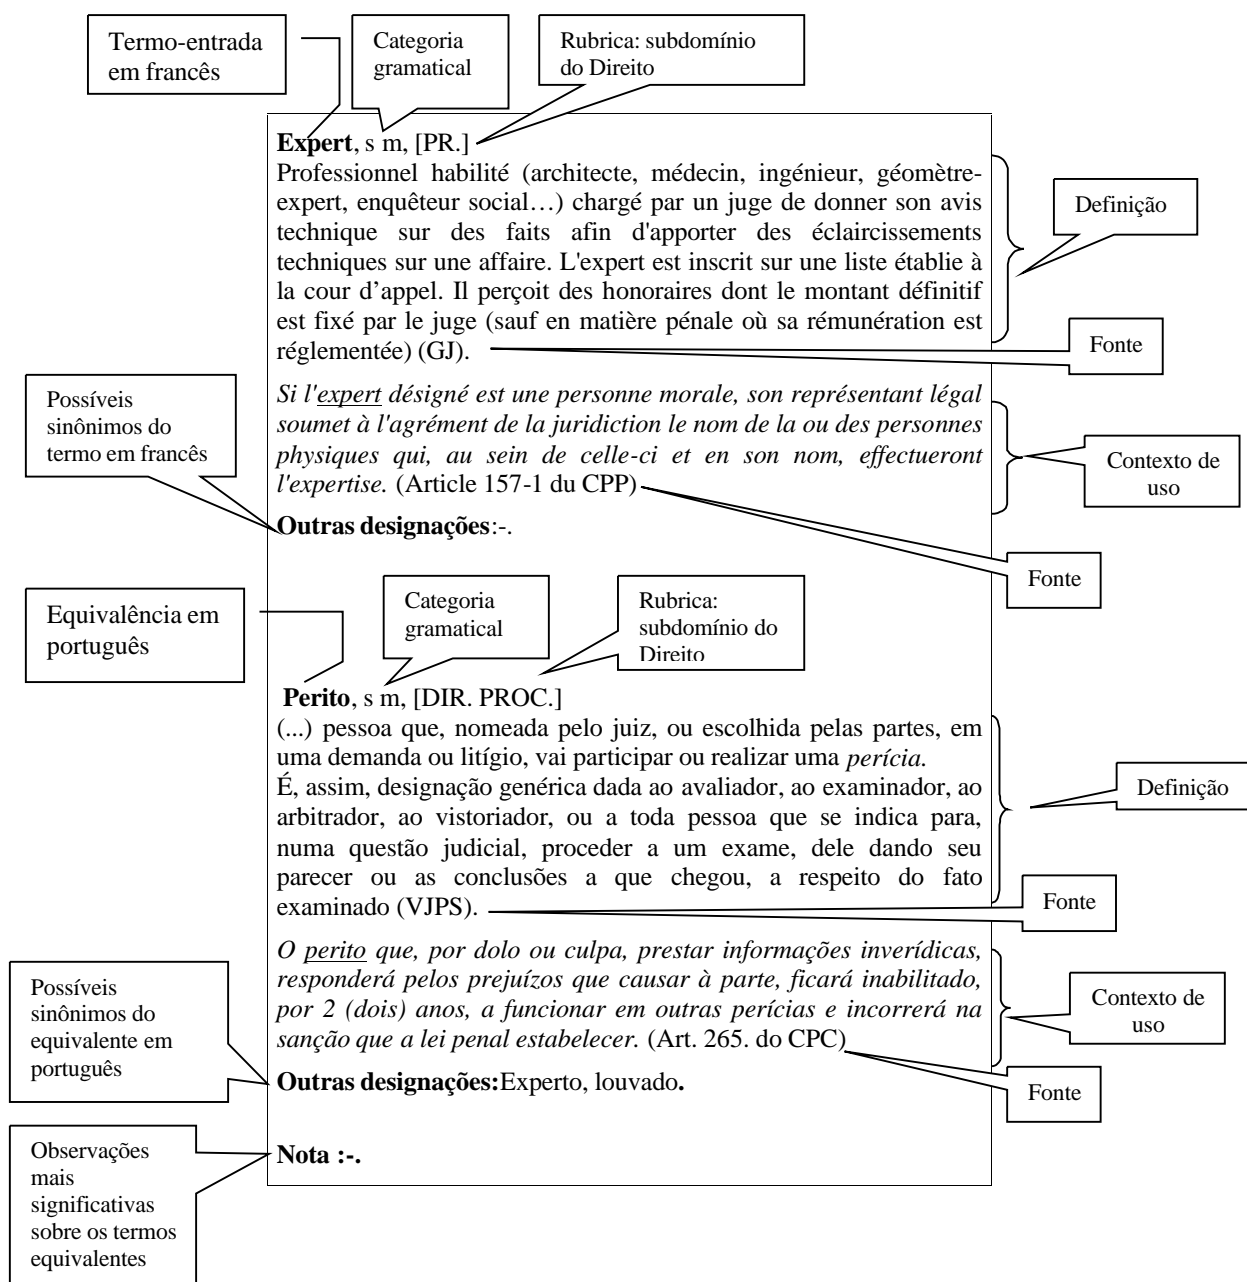 Termo-entrada
em francês
Categoria
gramatical
Rubrica: subdomínio
do Direito
Expert, s m, [PR.]
Professionnel habilité (architecte, médecin, ingénieur, géomètre-
expert, enquêteur social…) chargé par un juge de donner son avis
technique sur des faits afin d'apporter des éclaircissements
techniques sur une affaire. L'expert est inscrit sur une liste établie à
la cour d’appel. Il perçoit des honoraires dont le montant définitif
est fixé par le juge (sauf en matière pénale où sa rémunération est
réglementée) (GJ).
Definição
Fonte
Possíveis
sinônimos do
termo em francês
Si l'expert désigné est une personne morale, son représentant légal
soumet à l'agrément de la juridiction le nom de la ou des personnes
physiques qui, au sein de celle-ci et en son nom, effectueront
l'expertise. (Article 157-1 du CPP)
Contexto de
uso
Outras designações:-.
Fonte
Equivalência em
português
Categoria
gramatical
Rubrica:
subdomínio do
Direito
Perito, s m, [DIR. PROC.]
(...) pessoa que, nomeada pelo juiz, ou escolhida pelas partes, em
uma demanda ou litígio, vai participar ou realizar uma perícia.
É, assim, designação genérica dada ao avaliador, ao examinador, ao
arbitrador, ao vistoriador, ou a toda pessoa que se indica para,
numa questão judicial, proceder a um exame, dele dando seu
parecer ou as conclusões a que chegou, a respeito do fato
examinado (VJPS).
Definição
Fonte
O perito que, por dolo ou culpa, prestar informações inverídicas,
responderá pelos prejuízos que causar à parte, ficará inabilitado,
por 2 (dois) anos, a funcionar em outras perícias e incorrerá na
sanção que a lei penal estabelecer. (Art. 265. do CPC)
Contexto de
uso
Possíveis
sinônimos do
equivalente em
português
Outras designações:Experto, louvado.
Fonte
Observações
mais
significativas
sobre os termos
equivalentes
Nota :-.